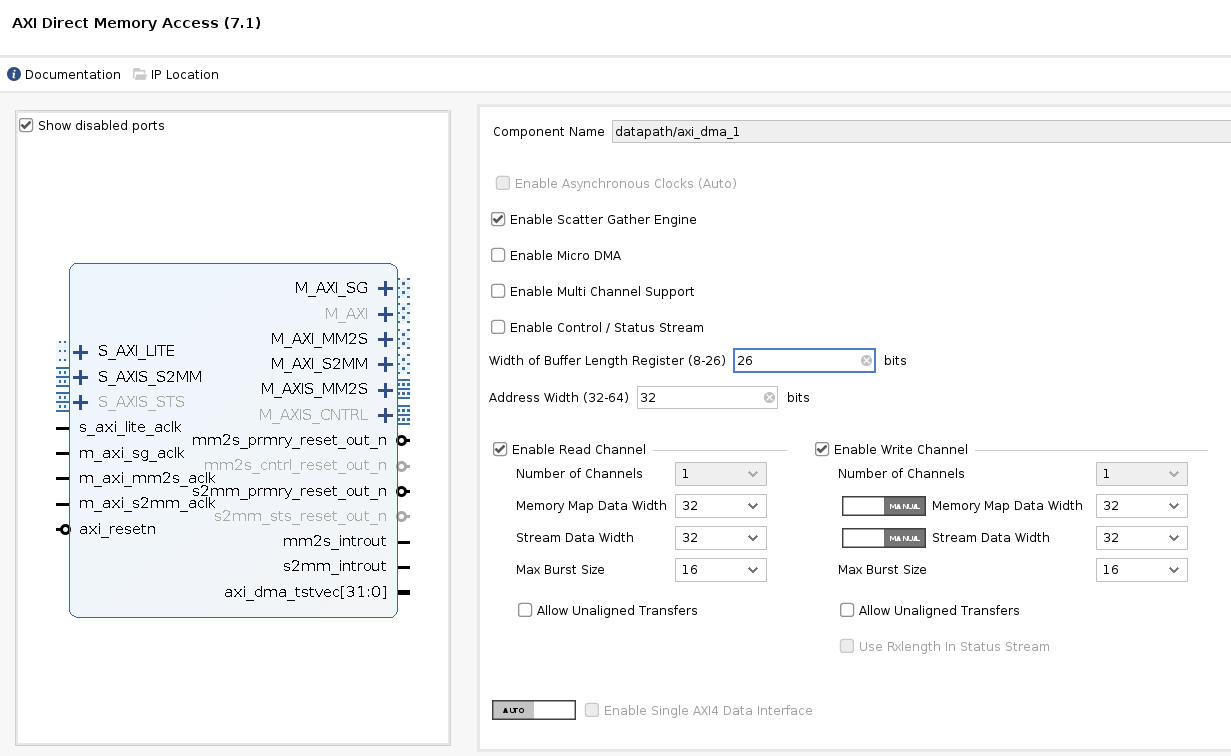 AXI Direct Memory Access (7.1)
Documentation IP Location
Show disabled ports
M_AXI_SG
M_AXI
M_AXI_MM2S
S_AXI_LITE
M_AXI_S2MM
S_AXIS_S2MM
M_AXIS_MM2S
S_AXIS_STS
M_AXIS_CNTRL
s_axi_lite_aclk
mm2s_prmry_reset_out_n
m_axi_sg_aclk
mm2s_cntrl_reset_out_n
m_axi_mm2s_aclk
s2mm_prmry_reset_out_n
m_axi_s2mm_aclk
s2mm_sts_reset_out_n
axi_resetn
mm2s_introut
s2mm_introut
axi_dma_tstvec[31:0]
Component Name datapath/axi_dma_1
Enable Asynchronous Clocks (Auto)
Enable Scatter Gather Engine
Enable Micro DMA
Enable Multi Channel Support
Enable Control / Status Stream
Width of Buffer Length Register (8-26) 26 bits
Address Width (32-64) 32 bits
Enable Read Channel
Number of Channels 1
Memory Map Data Width 32
Stream Data Width 32
Max Burst Size 16
Allow Unaligned Transfers
Enable Write Channel
Number of Channels 1
MANUAL Memory Map Data Width 32
MANUAL Stream Data Width 32
Max Burst Size 16
Allow Unaligned Transfers
Use Rxlength In Status Stream
AUTO Enable Single AXI4 Data Interface